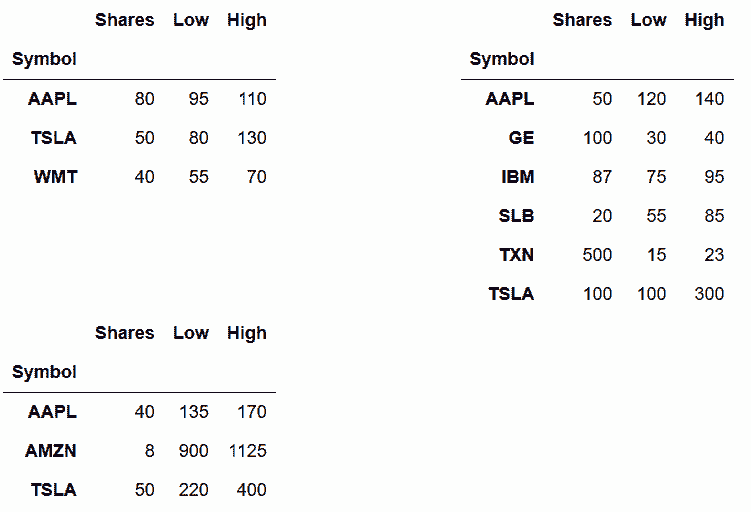 Shares Low High
Symbol
AAPL 80 95 110
TSLA 50 80 130
WMT 40 55 70
Shares Low High
Symbol
AAPL 50 120 140
GE 100 30 40
IBM 87 75 95
SLB 20 55 85
TXN 500 15 23
TSLA 100 100 300
Shares Low High
Symbol
AAPL 40 135 170
AMZN 8 900 1125
TSLA 50 220 400